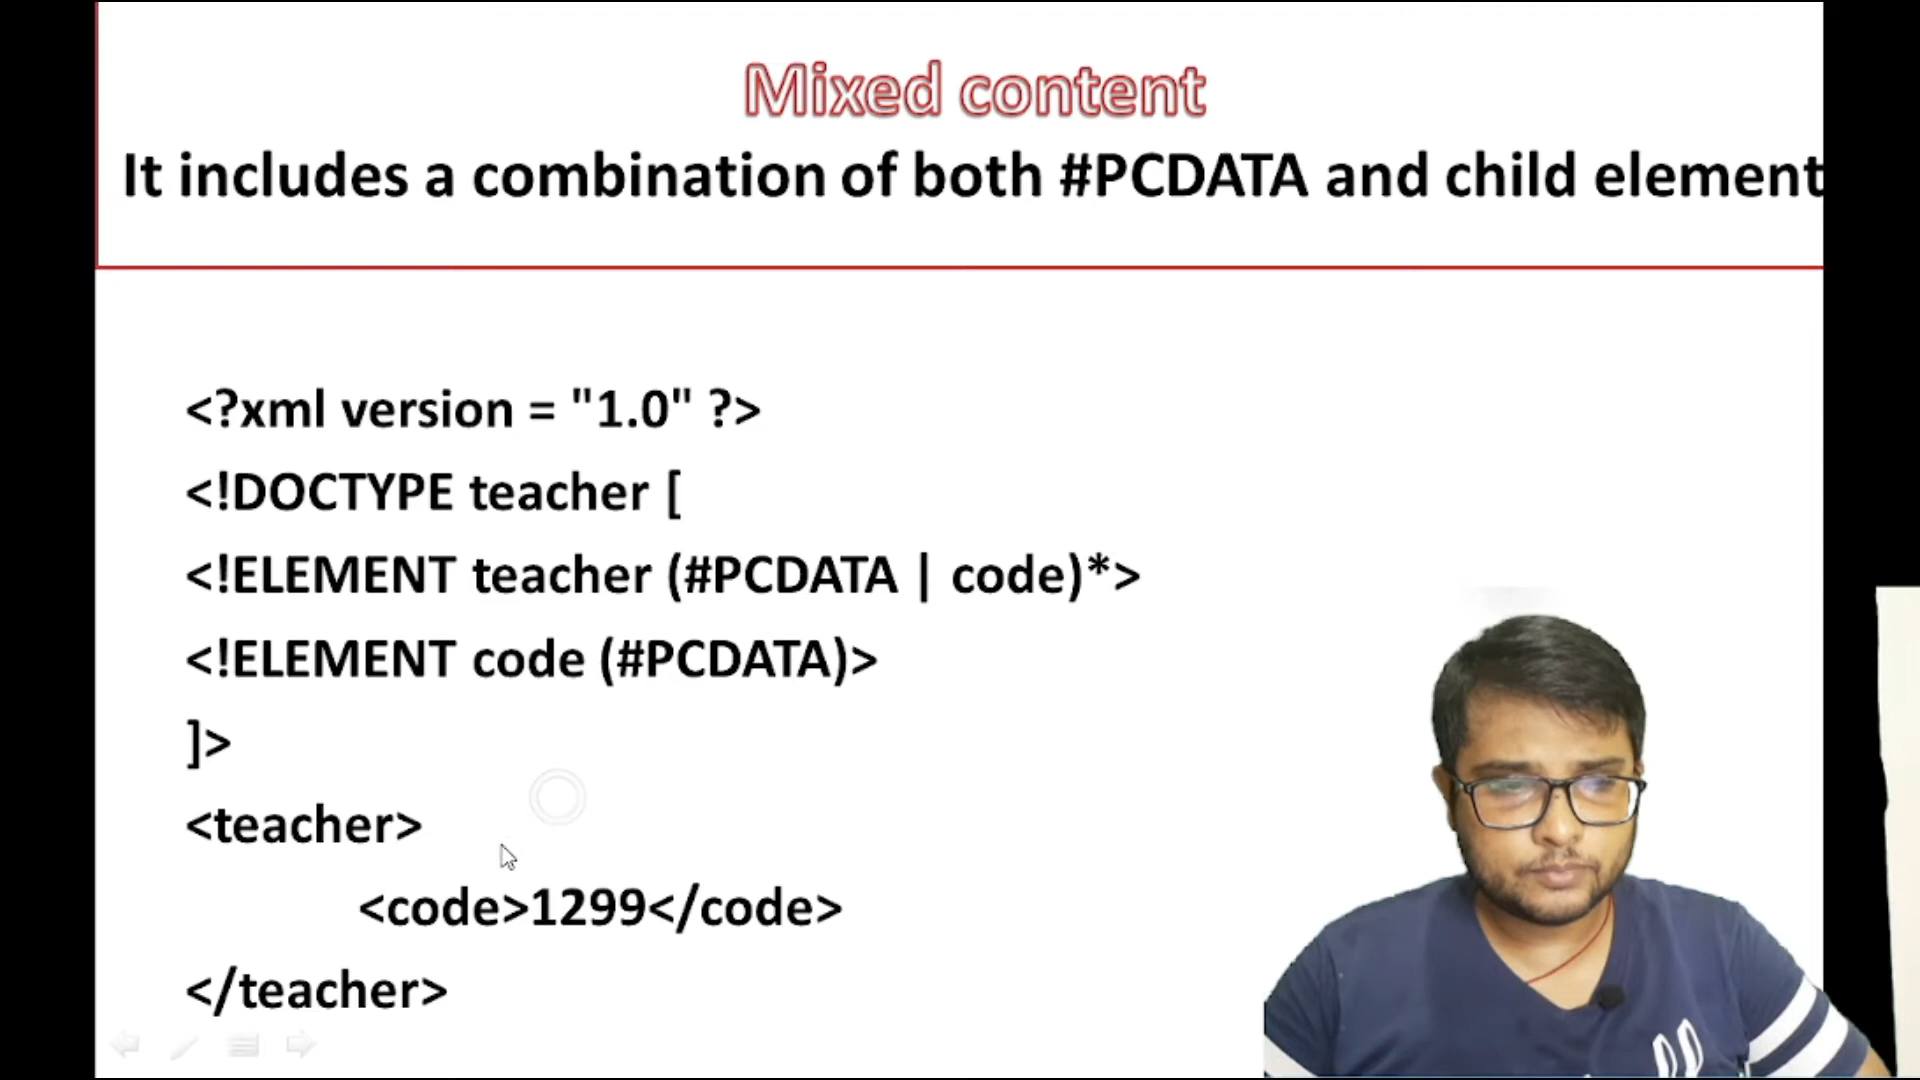 Mixed content
It includes a combination of both #PCDATA and child element
<?xml version = "1.0" ?>
<!DOCTYPE teacher [
<!ELEMENT teacher (#PCDATA | code)*>
<!ELEMENT code (#PCDATA)>
]>
<teacher>
<code>1299</code>
</teacher>